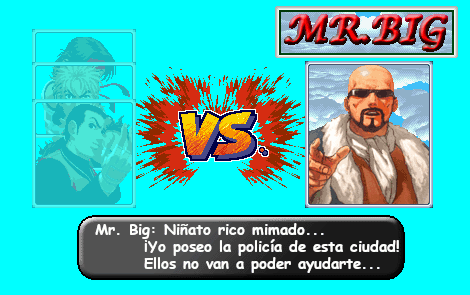 MR.BIG
VS.
Mr. Big: Niñato rico mimado...
¡Yo poseo la policía de esta ciudad!
Ellos no van a poder ayudarte...